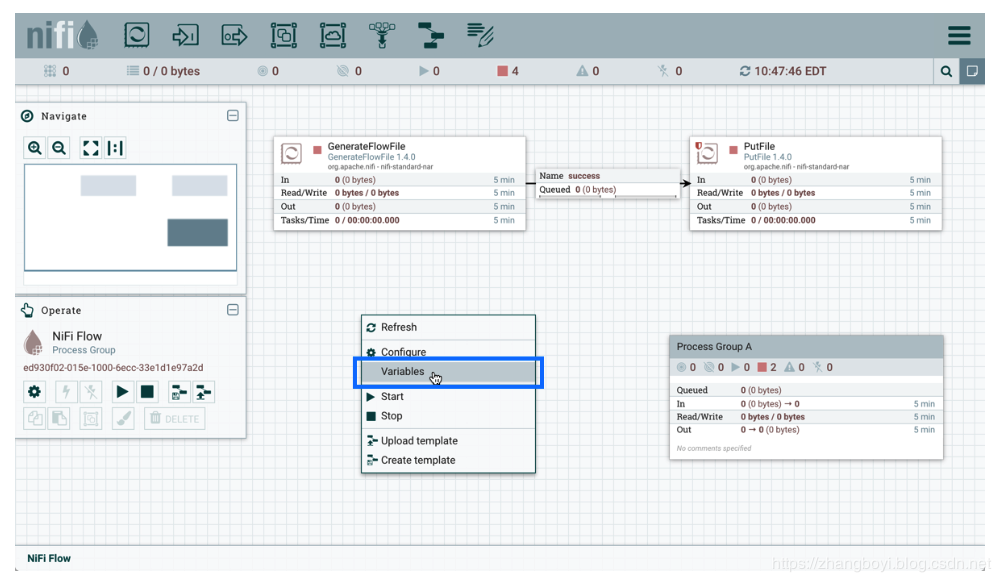 nifi
0 0 / 0 bytes 0 0 0 4 0 0 10:47:46 EDT
Navigate
GenerateFlowFile
GenerateFlowFile 1.4.0
org.apache.nifi - nifi-standard-nar
In 0 (0 bytes) 5 min
Read/Write 0 bytes / 0 bytes 5 min
Out 0 (0 bytes) 5 min
Tasks/Time 0 / 00:00:00.000 5 min
Name success
Queued 0 (0 bytes)
PutFile
PutFile 1.4.0
org.apache.nifi - nifi-standard-nar
In 0 (0 bytes) 5 min
Read/Write 0 bytes / 0 bytes 5 min
Out 0 (0 bytes) 5 min
Tasks/Time 0 / 00:00:00.000 5 min
Operate
NiFi Flow
Process Group
ed930f02-015e-1000-6ecc-33e1d1e97a2d
DELETE
Refresh
Configure
Variables
Start
Stop
Upload template
Create template
Process Group A
0 0 0 2 0 0
Queued 0 (0 bytes)
In 0 (0 bytes) → 0 5 min
Read/Write 0 bytes / 0 bytes 5 min
Out 0 → 0 (0 bytes) 5 min
No comments specified
NiFi Flow
https://zhangboyi.blog.csdn.net